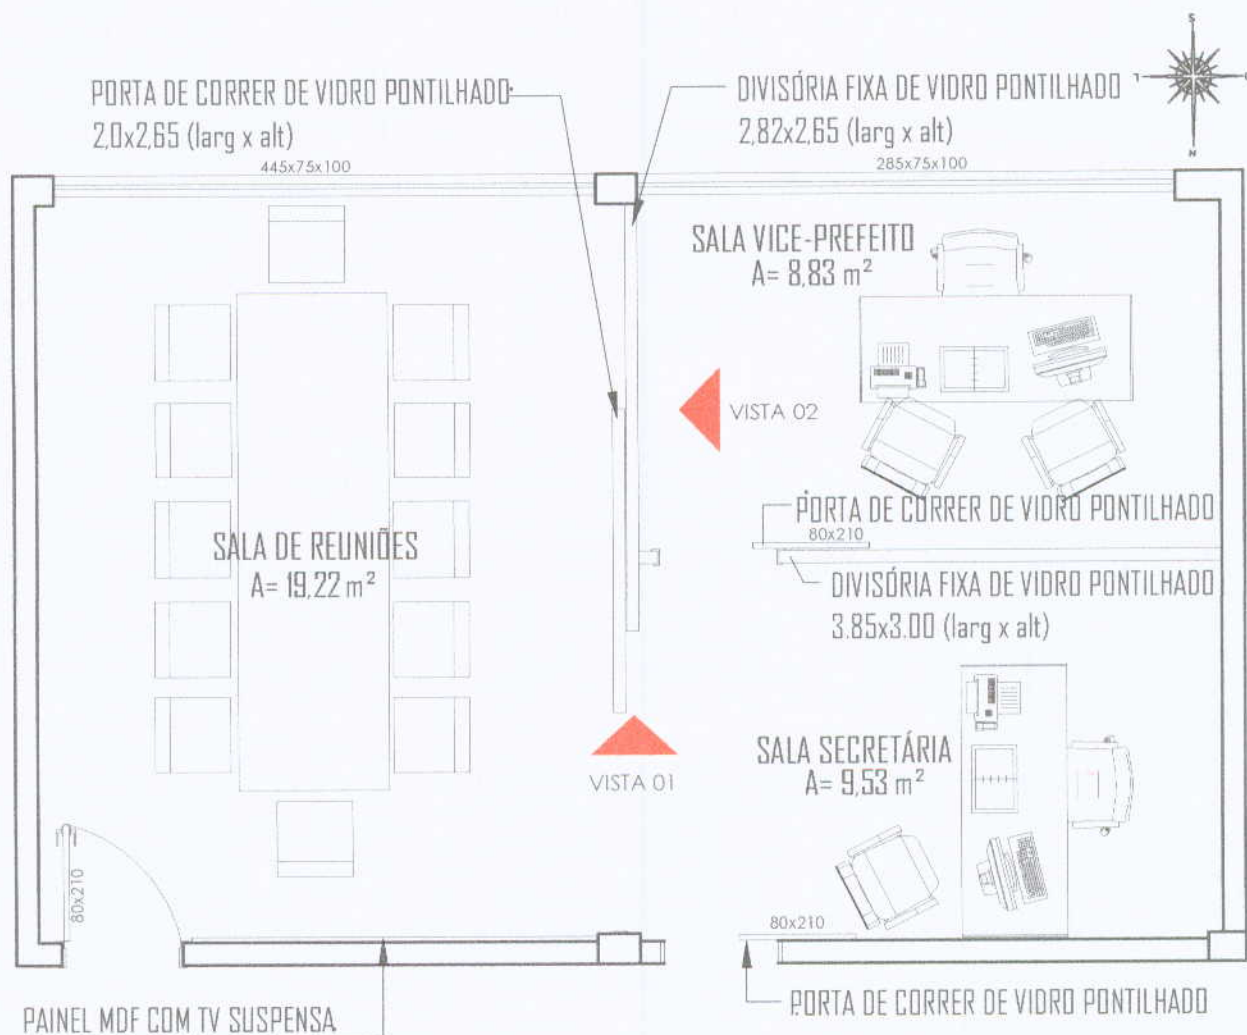 S
PORTA DE CORRER DE VIDRO PONTILHADO
2,0x2,65 (larg x alt)
DIVISÓRIA FIXA DE VIDRO PONTILHADO
2,82x2,65 (larg x alt)
N
445x75x100
285x75x100
SALA VICE-PREFEITO
A= 8,83 m²
VISTA 02
PORTA DE CORRER DE VIDRO PONTILHADO
80x210
SALA DE REUNIÕES
A= 19,22 m²
DIVISÓRIA FIXA DE VIDRO PONTILHADO
3.85x3.00 (larg x alt)
SALA SECRETÁRIA
A= 9,53 m²
VISTA 01
80x210
80x210
PORTA DE CORRER DE VIDRO PONTILHADO
PAINEL MDF COM TV SUSPENSA